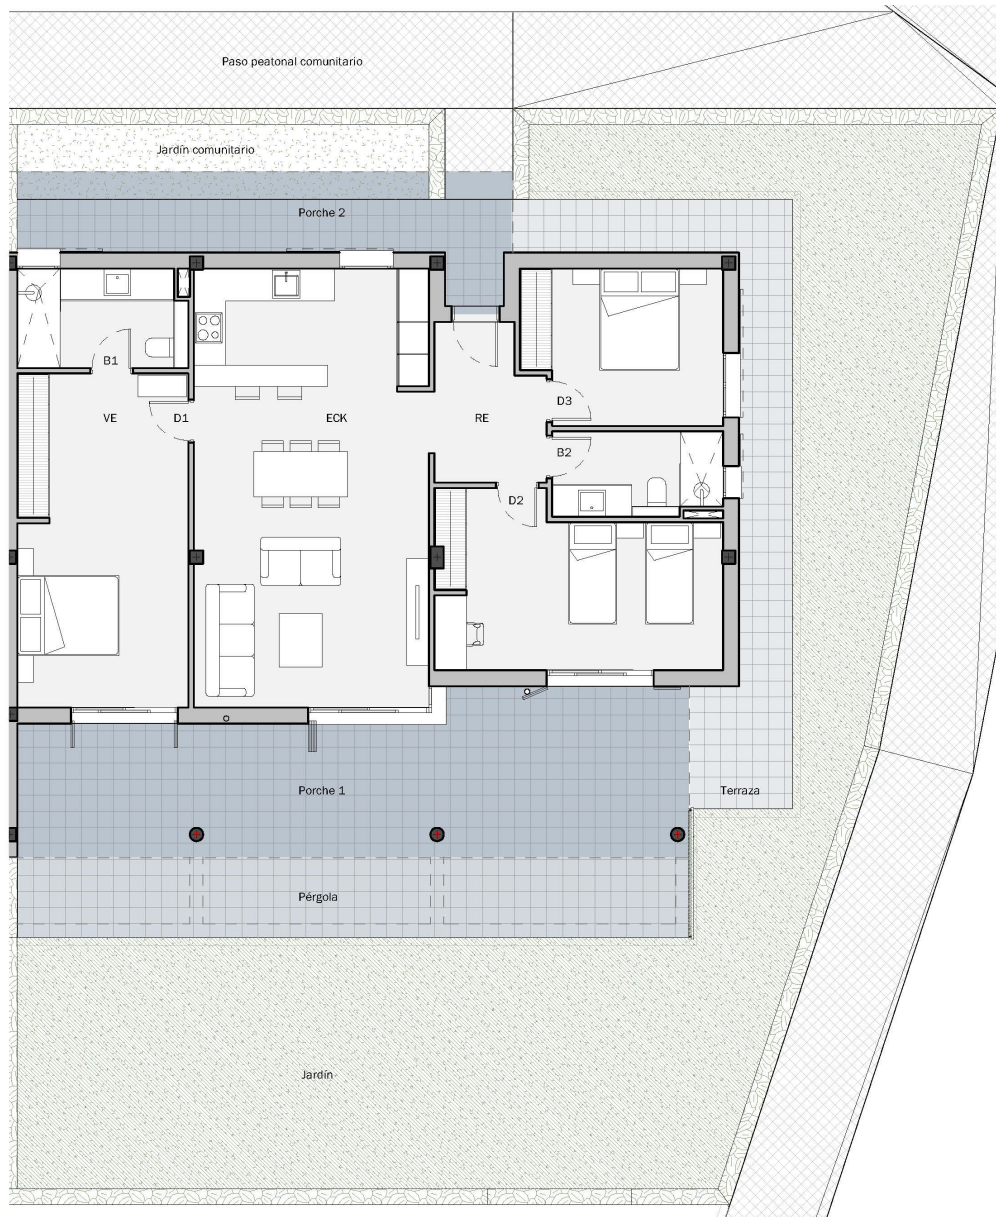 Paso peatonal comunitario
Jardín comunitario
Porche 2
B1
VE
D1
ECK
RE
D3
B2
D2
Porche 1
Terraza
Pérgola
Jardín